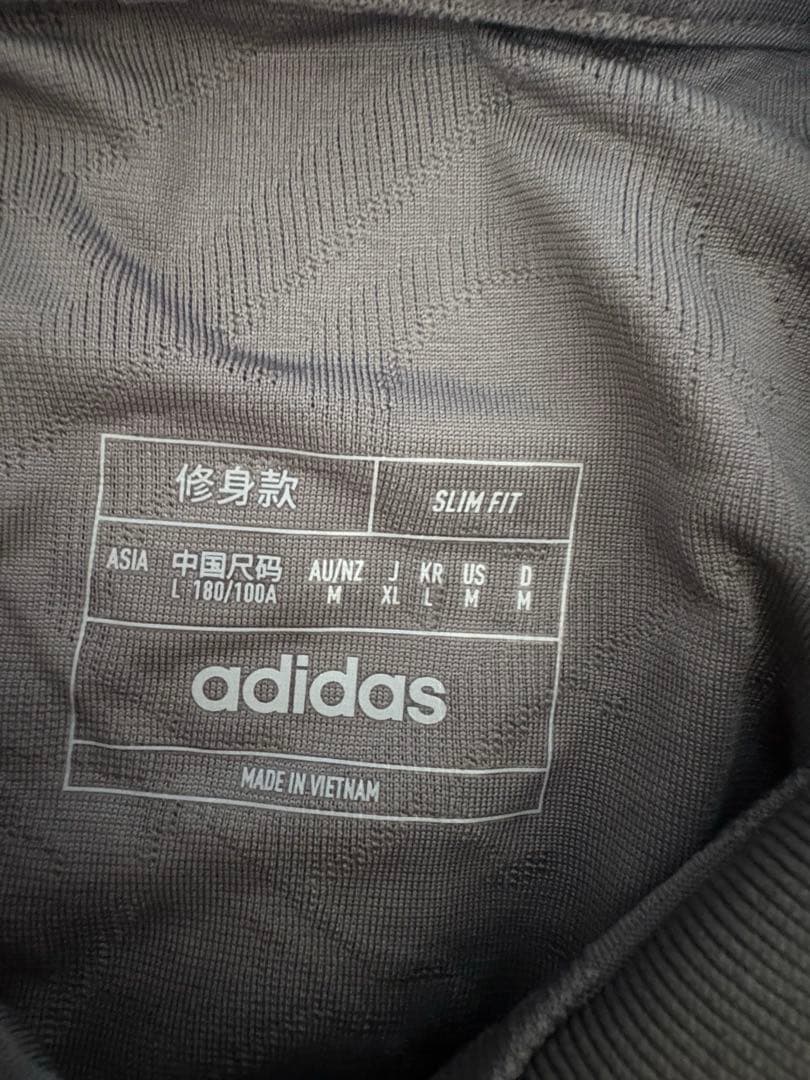 修身款 SLIM FIT
ASIA 中国尺码 AU/NZ J KR US D
L 180/100A M XL L M M
adidas
MADE IN VIETNAM